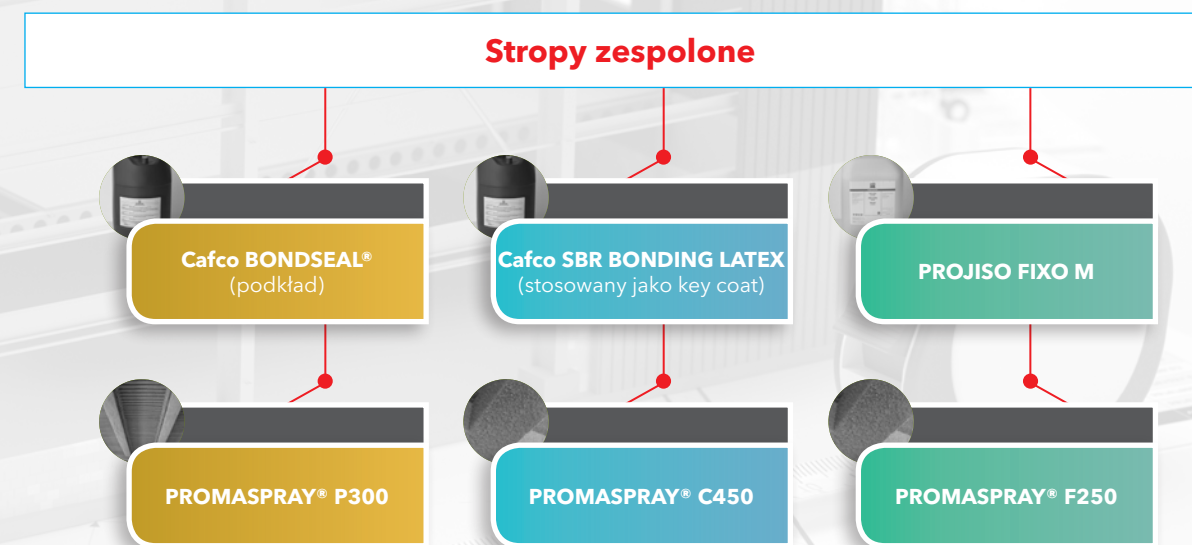 Stropy zespolone
Cafco BONDSEAL®
(podkład)
Cafco SBR BONDING LATEX
(stosowany jako key coat)
PROJISO FIXO M
PROMASPRAY® P300
PROMASPRAY® C450
PROMASPRAY® F250